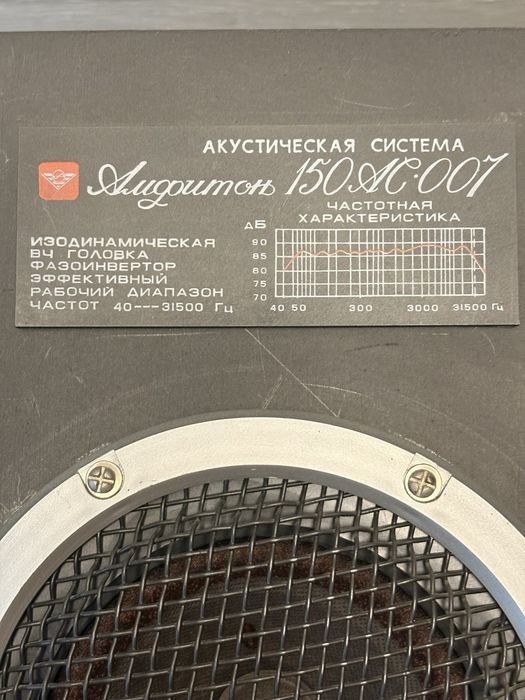 АКУСТИЧЕСКАЯ СИСТЕМА
Амфитон 150АС-007
ЧАСТОТНАЯ
ХАРАКТЕРИСТИКА
дБ
90
85
80
75
70
40 50 300 3000 31500 Гц
ИЗОДИНАМИЧЕСКАЯ
ВЧ ГОЛОВКА
ФАЗОИНВЕРТОР
ЭФФЕКТИВНЫЙ
РАБОЧИЙ ДИАПАЗОН
ЧАСТОТ 40---31500 Гц